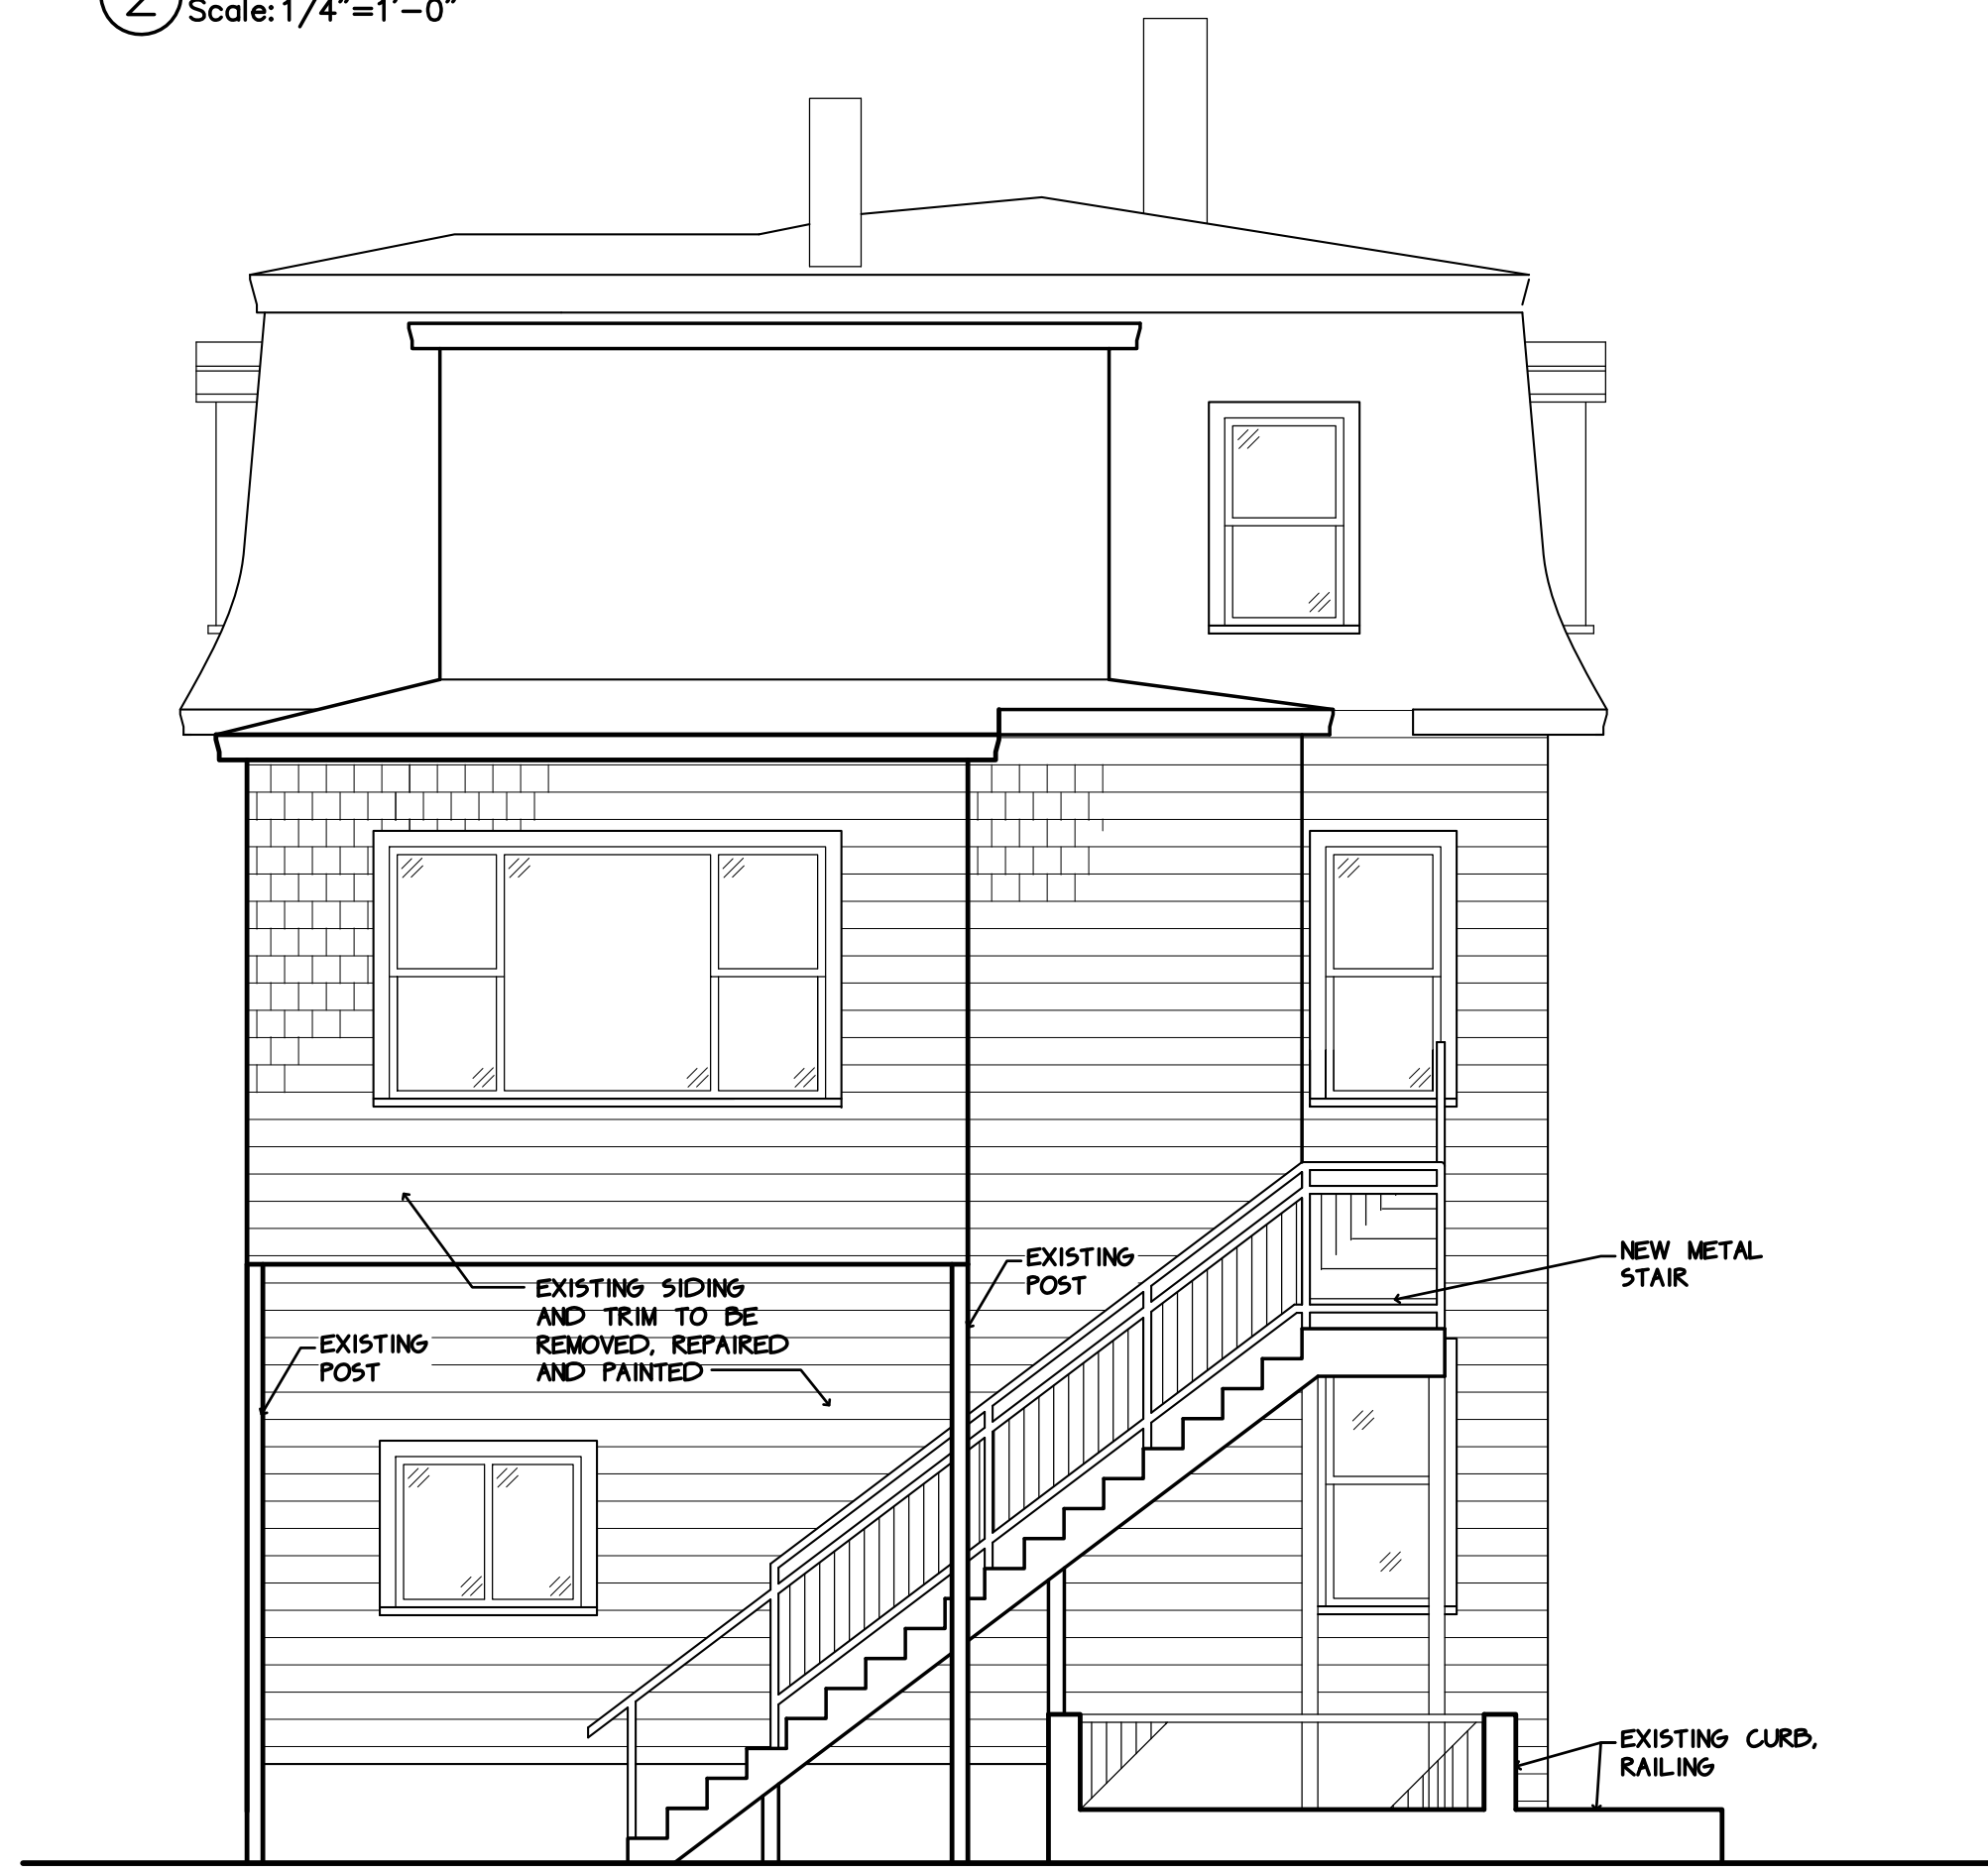 2
Scale: 1/4"=1'-0"
EXISTING
POST
NEW METAL
STAIR
EXISTING SIDING
AND TRIM TO BE
REMOVED, REPAIRED
AND PAINTED
EXISTING
POST
EXISTING CURB,
RAILING